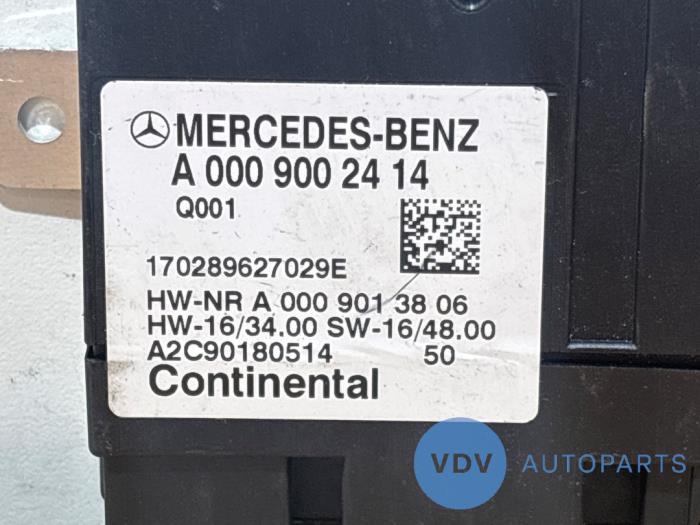 MERCEDES-BENZ
A 000 900 24 14
Q001
170289627029E
HW-NR A 000 901 38 06
HW-16/34.00 SW-16/48.00
A2C90180514 50
Continental
VDV AUTOPARTS